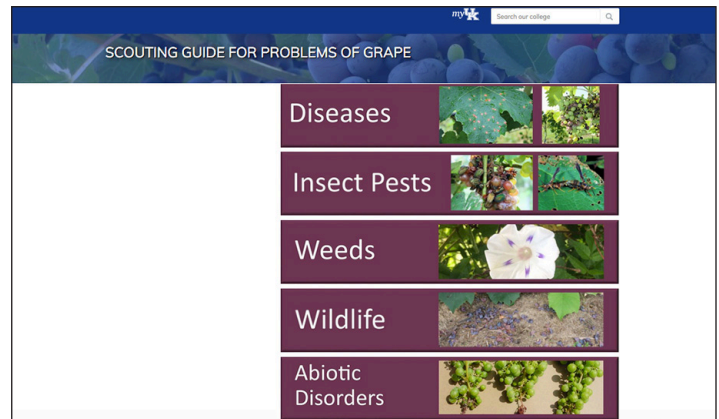 myUK
Search our college
SCOUTING GUIDE FOR PROBLEMS OF GRAPE
Diseases
Insect Pests
Weeds
Wildlife
Abiotic
Disorders